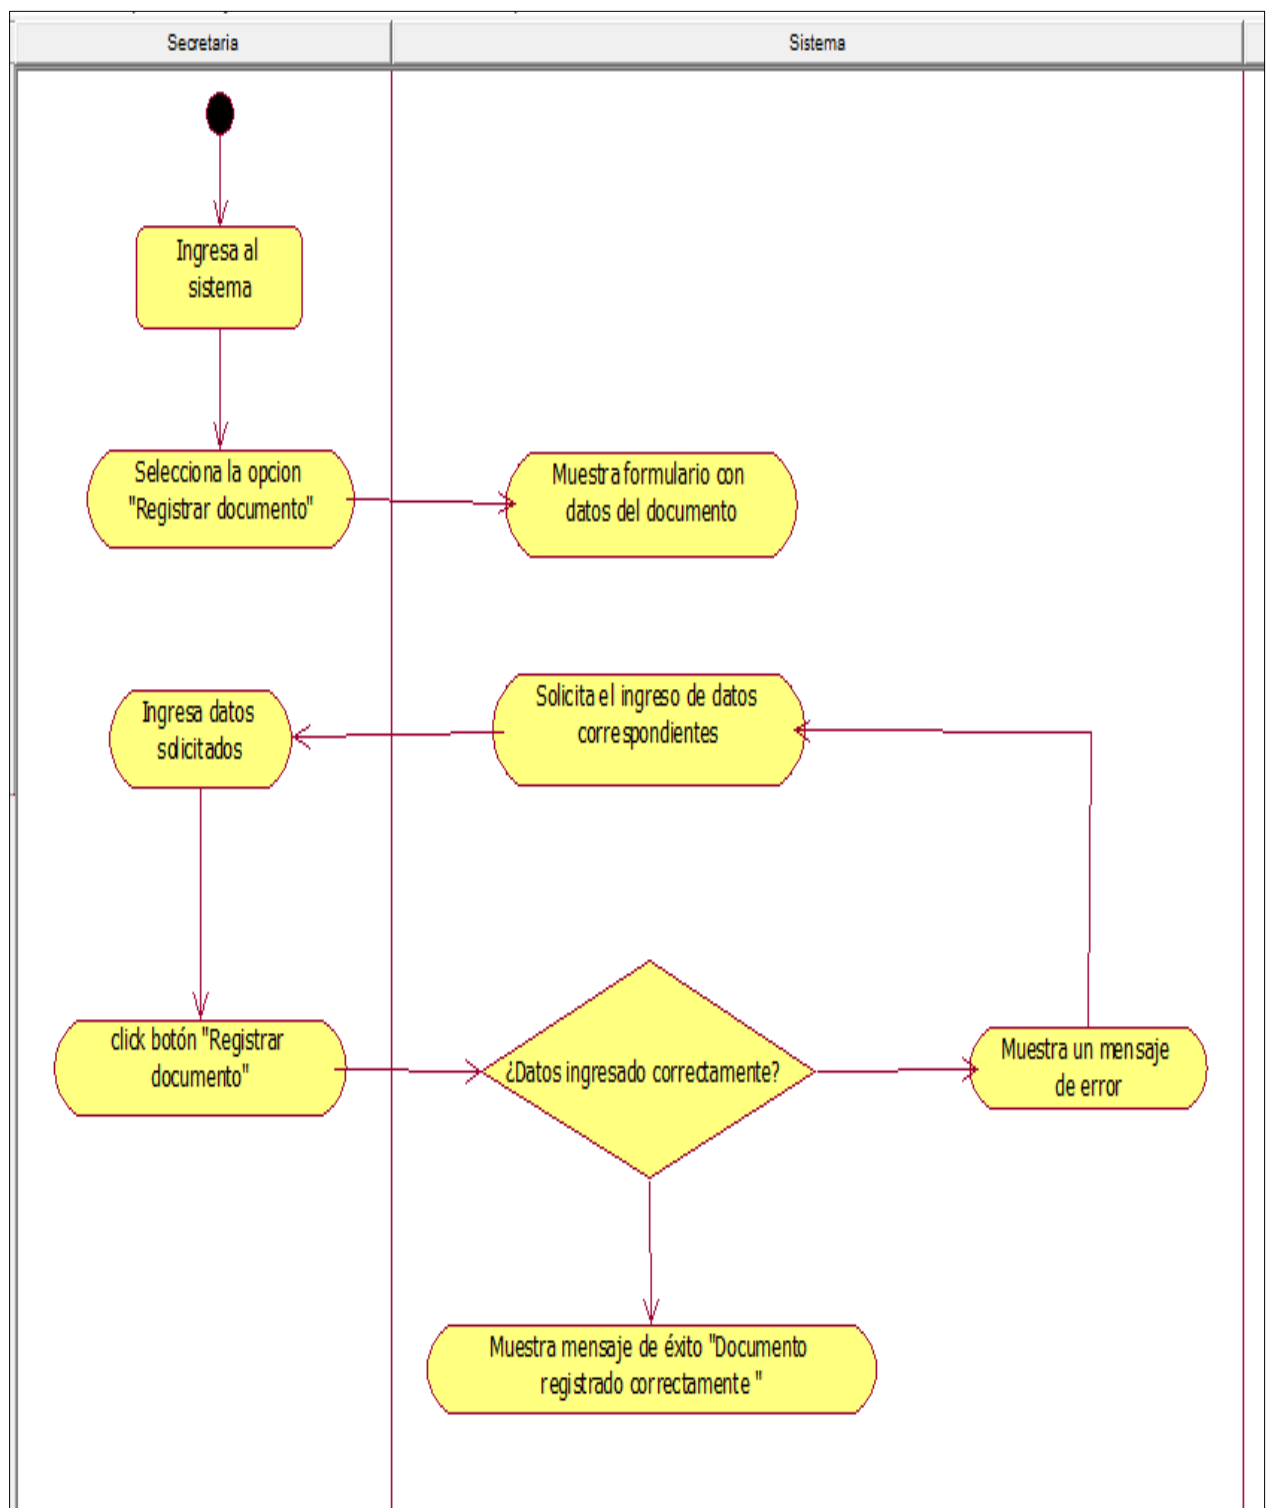 Secretaria
Sistema
Ingresa al
sistema
Selecciona la opcion
"Registrar documento"
Muestra formulario con
datos del documento
Ingresa datos
solicitados
Solicita el ingreso de datos
correspondientes
click botón "Registrar
documento"
¿Datos ingresado correctamente?
Muestra un mensaje
de error
Muestra mensaje de éxito "Documento
registrado correctamente "